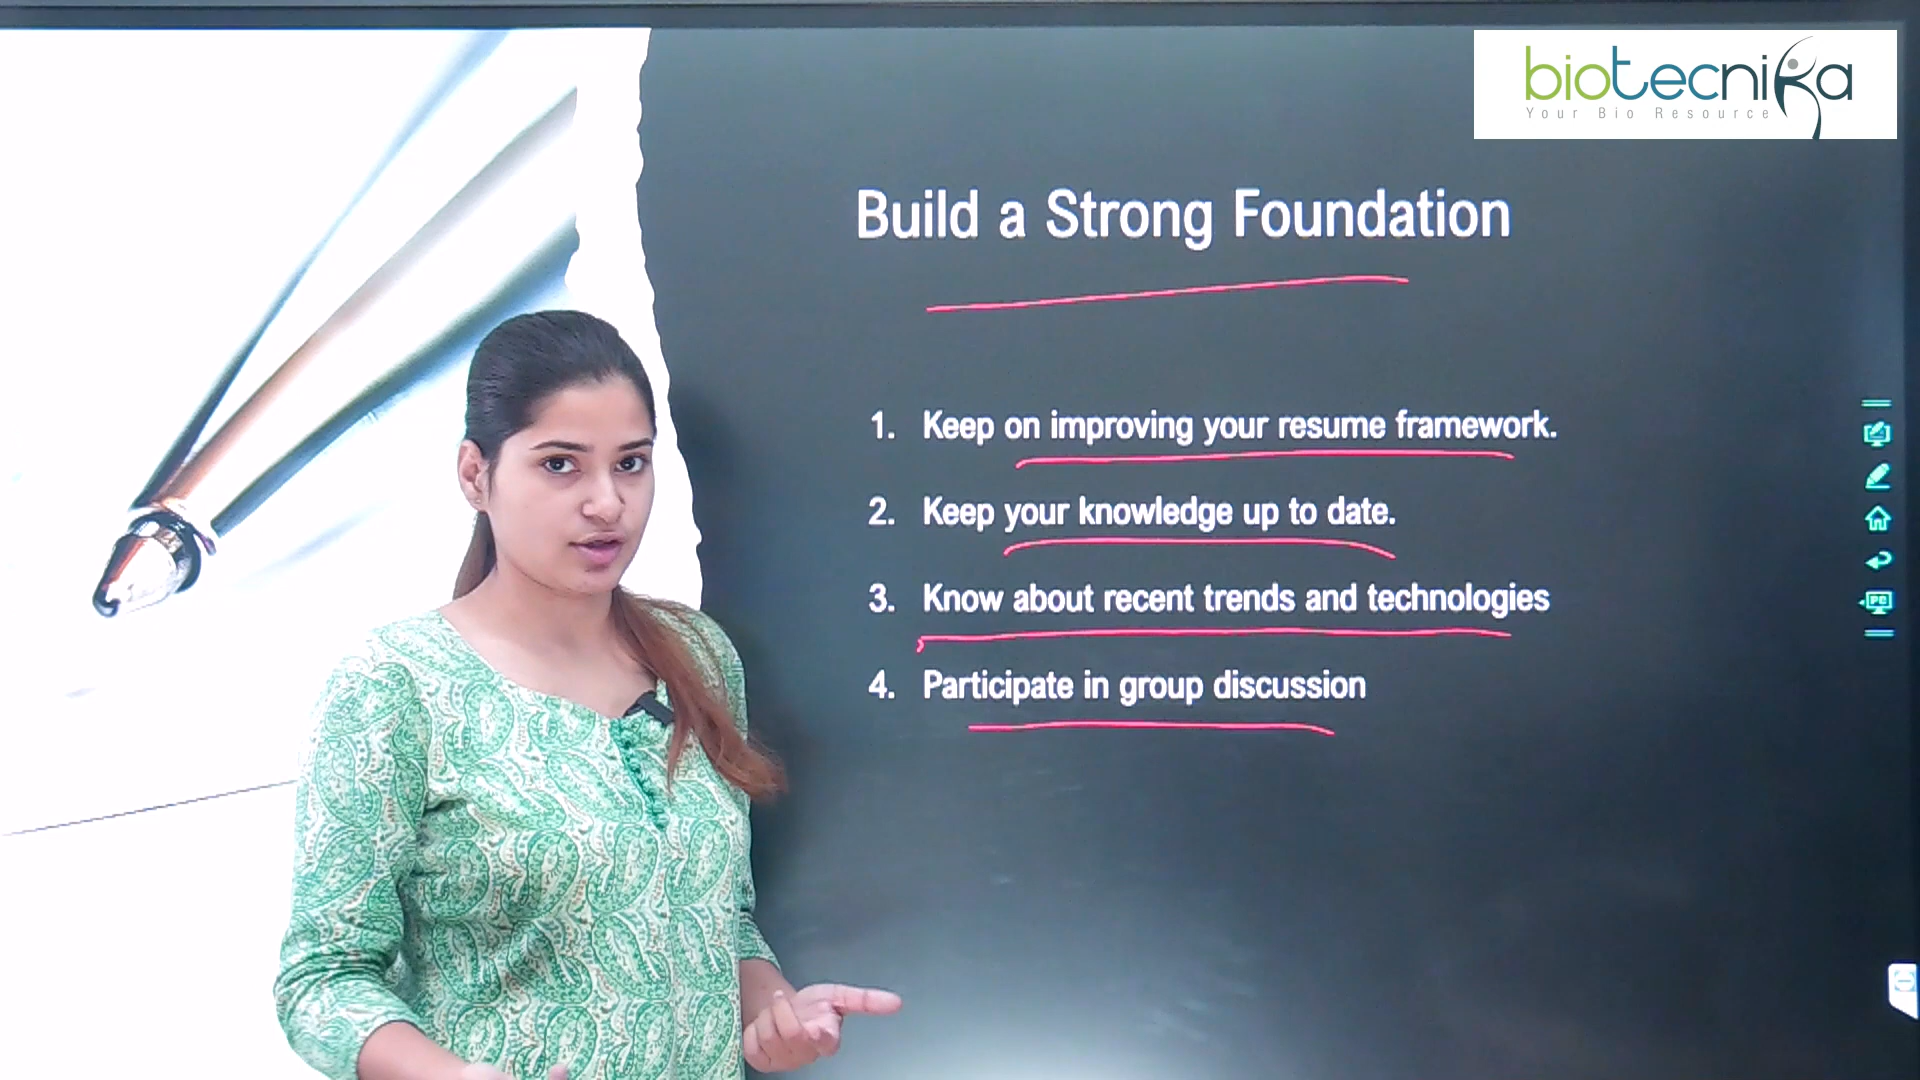 biotecnika
Your Bio Resource
Build a Strong Foundation
1. Keep on improving your resume framework.
2. Keep your knowledge up to date.
3. Know about recent trends and technologies
4. Participate in group discussion
PC